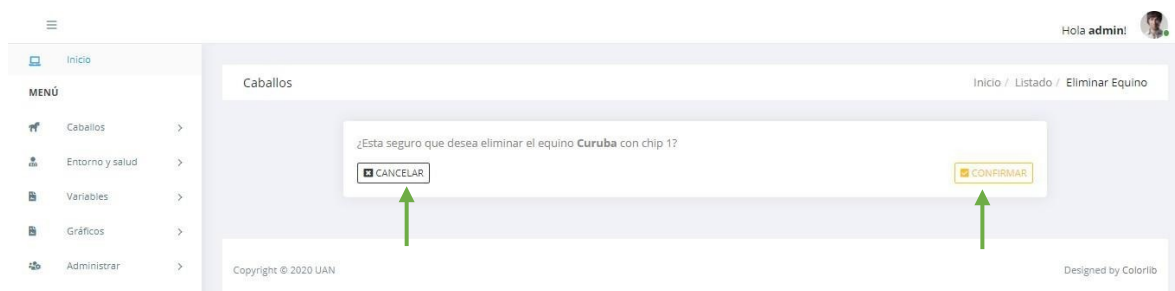 Hola admin!
Inicio
MENÚ
Caballos
Inicio / Listado / Eliminar Equino
Caballos
¿Esta seguro que desea eliminar el equino Curuba con chip 1?
Entorno y salud
CANCELAR
CONFIRMAR
Variables
Gráficos
Administrar
Copyright © 2020 UAN
Designed by Colorlib